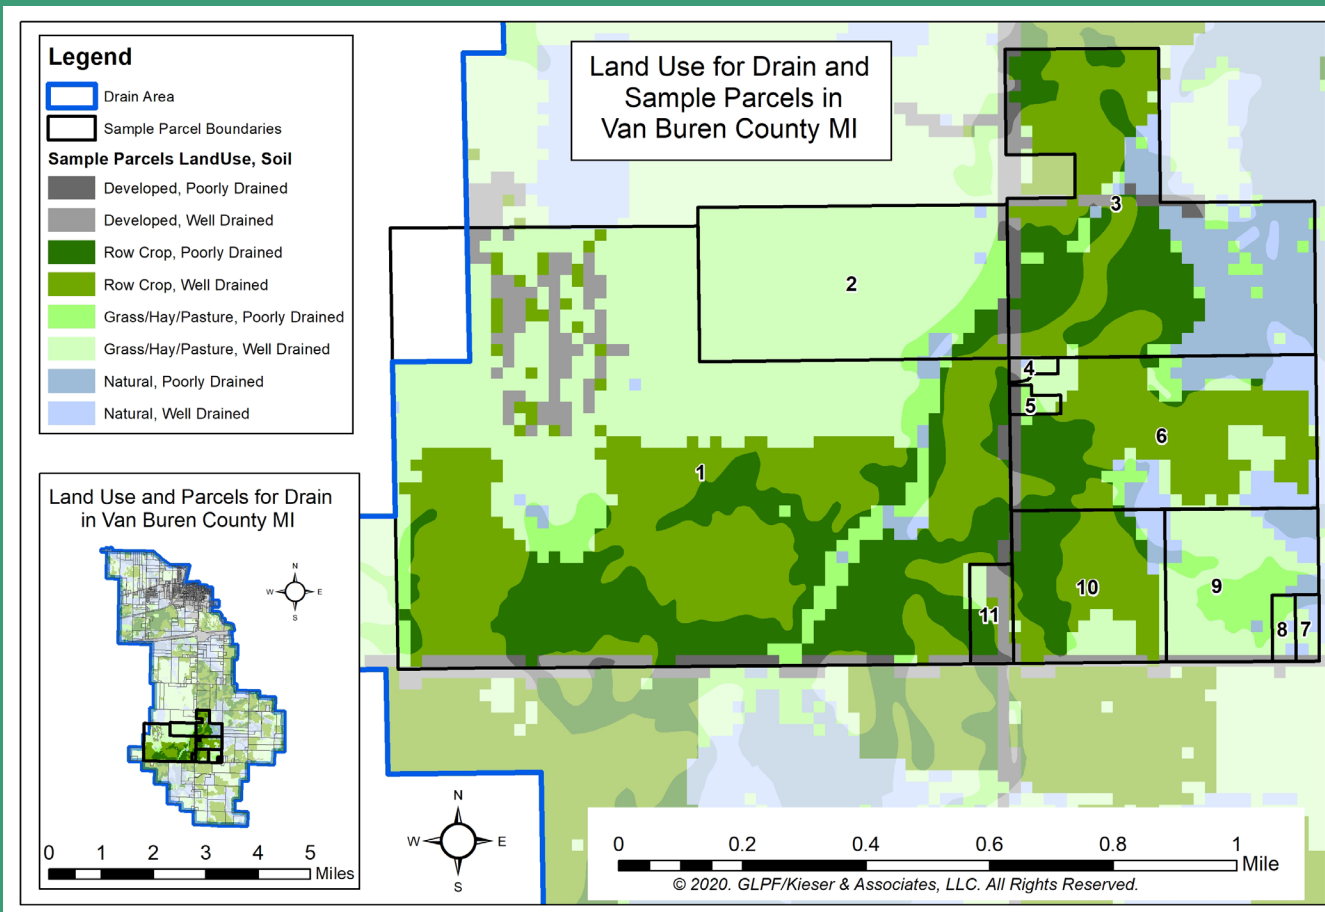 Legend
Drain Area
Sample Parcel Boundaries
Sample Parcels LandUse, Soil
Developed, Poorly Drained
Developed, Well Drained
Row Crop, Poorly Drained
Row Crop, Well Drained
Grass/Hay/Pasture, Poorly Drained
Grass/Hay/Pasture, Well Drained
Natural, Poorly Drained
Natural, Well Drained
Land Use for Drain and
Sample Parcels in
Van Buren County MI
3
2
4
5
6
1
10
9
11
8
7
Land Use and Parcels for Drain
in Van Buren County MI
N
W E
S
0 1 2 3 4 5
Miles
N
W E
S
0 0.2 0.4 0.6 0.8 1
Mile
© 2020. GLPF/Kieser & Associates, LLC. All Rights Reserved.